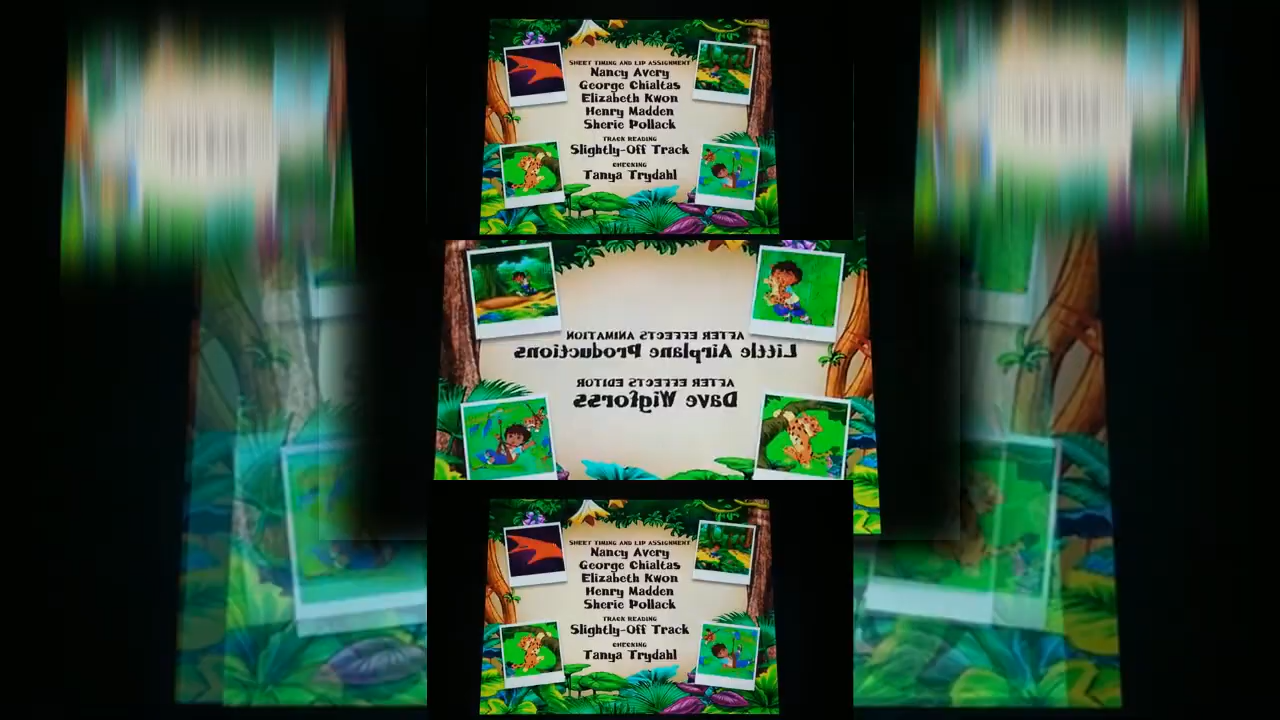 SHEET TIMING AND LIP ASSIGNMENT
Nancy Avery
George Chialtas
Elizabeth Kwon
Henry Madden
Sherie Pollack
TRACK READING
Slightly-Off Track
CHECKING
Tanya Trydahl
AFTER EFFECTS ANIMATION
Little Airplane Productions
AFTER EFFECTS EDITOR
Dave Wigforss
SHEET TIMING AND LIP ASSIGNMENT
Nancy Avery
George Chialtas
Elizabeth Kwon
Henry Madden
Sherie Pollack
TRACK READING
Slightly-Off Track
CHECKING
Tanya Trydahl